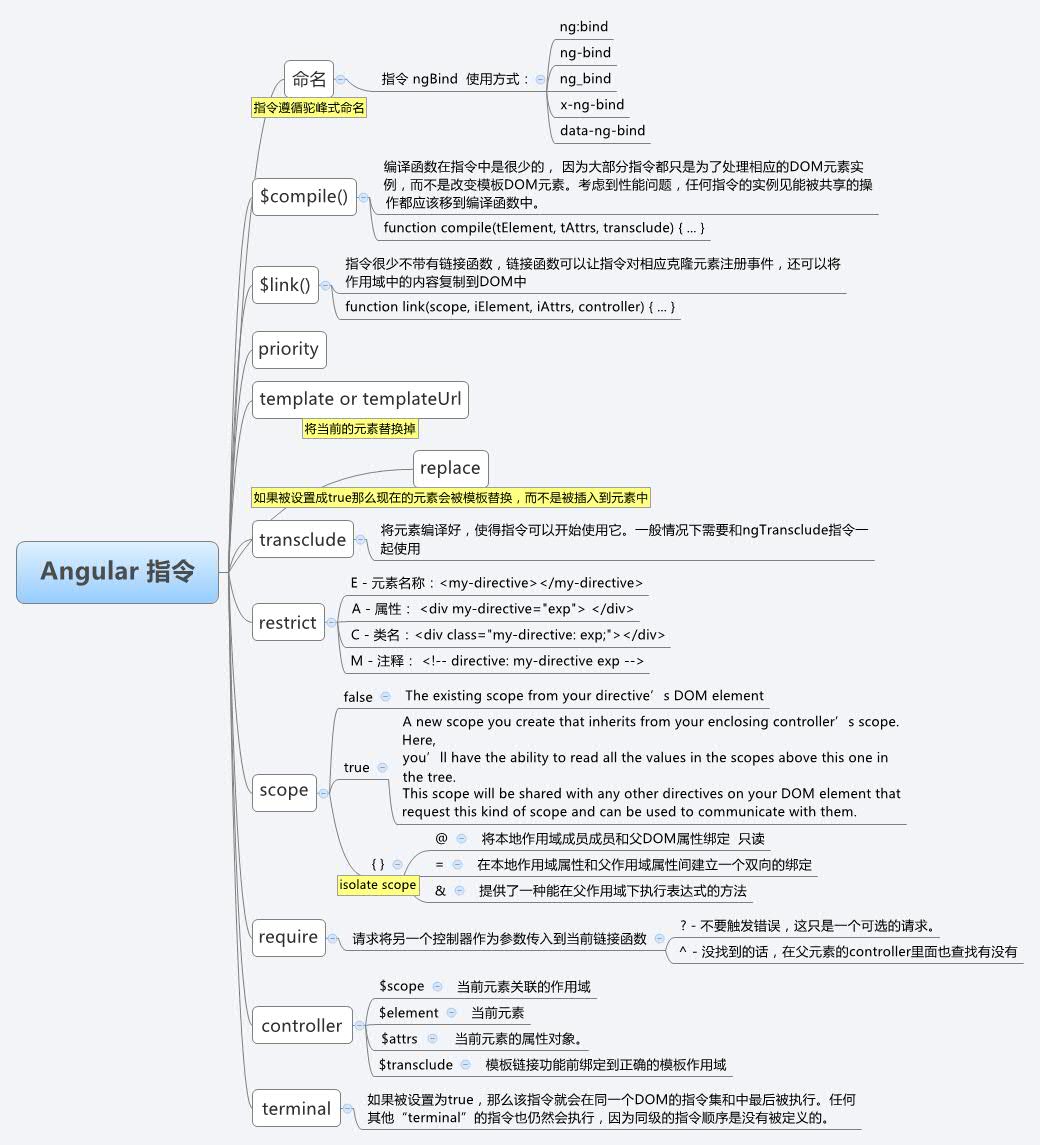 Angular 指令
命名
指令遵循驼峰式命名
指令 ngBind 使用方式：
ng:bind
ng-bind
ng_bind
x-ng-bind
data-ng-bind
$compile()
编译函数在指令中是很少的， 因为大部分指令都只是为了处理相应的DOM元素实
例，而不是改变模板DOM元素。考虑到性能问题，任何指令的实例见能被共享的操
作都应该移到编译函数中。
function compile(tElement, tAttrs, transclude) { ... }
$link()
指令很少不带有链接函数，链接函数可以让指令对相应克隆元素注册事件，还可以将
作用域中的内容复制到DOM中
function link(scope, iElement, iAttrs, controller) { ... }
priority
template or templateUrl
将当前的元素替换掉
replace
如果被设置成true那么现在的元素会被模板替换，而不是被插入到元素中
transclude
将元素编译好，使得指令可以开始使用它。一般情况下需要和ngTransclude指令一
起使用
restrict
E - 元素名称：<my-directive></my-directive>
A - 属性： <div my-directive="exp"> </div>
C - 类名：<div class="my-directive: exp;"></div>
M - 注释： <!-- directive: my-directive exp -->
scope
false
The existing scope from your directive’s DOM element
true
A new scope you create that inherits from your enclosing controller’s scope.
Here,
you’ll have the ability to read all the values in the scopes above this one in
the tree.
This scope will be shared with any other directives on your DOM element that
request this kind of scope and can be used to communicate with them.
{ }
isolate scope
@
将本地作用域成员成员和父DOM属性绑定 只读
=
在本地作用域属性和父作用域属性间建立一个双向的绑定
&
提供了一种能在父作用域下执行表达式的方法
require
请求将另一个控制器作为参数传入到当前链接函数
? - 不要触发错误，这只是一个可选的请求。
^ - 没找到的话，在父元素的controller里面也查找有没有
controller
$scope
当前元素关联的作用域
$element
当前元素
$attrs
当前元素的属性对象。
$transclude
模板链接功能前绑定到正确的模板作用域
terminal
如果被设置为true，那么该指令就会在同一个DOM的指令集和中最后被执行。任何
其他“terminal”的指令也仍然会执行，因为同级的指令顺序是没有被定义的。